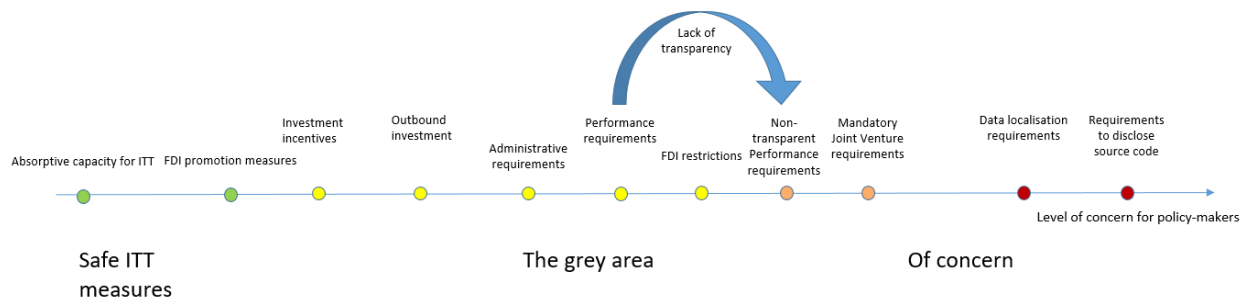 Lack of
transparency
Absorptive capacity for ITT
FDI promotion measures
Investment
incentives
Outbound
investment
Administrative
requirements
Performance
requirements
FDI restrictions
Non-
transparent
Performance
requirements
Mandatory
Joint Venture
requirements
Data localisation
requirements
Requirements
to disclose
source code
Level of concern for policy-makers
Safe ITT
measures
The grey area
Of concern